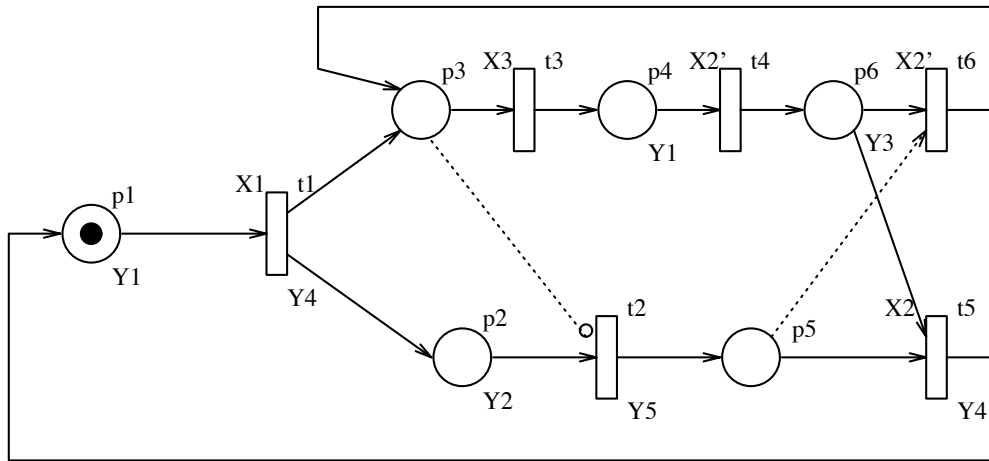 p3 X3 t3 p4 X2’ t4 p6 X2’ t6
Y1 Y3
X1 t1
p1
Y1 Y4
p2 t2 p5 X2 t5
Y2 Y5 Y4